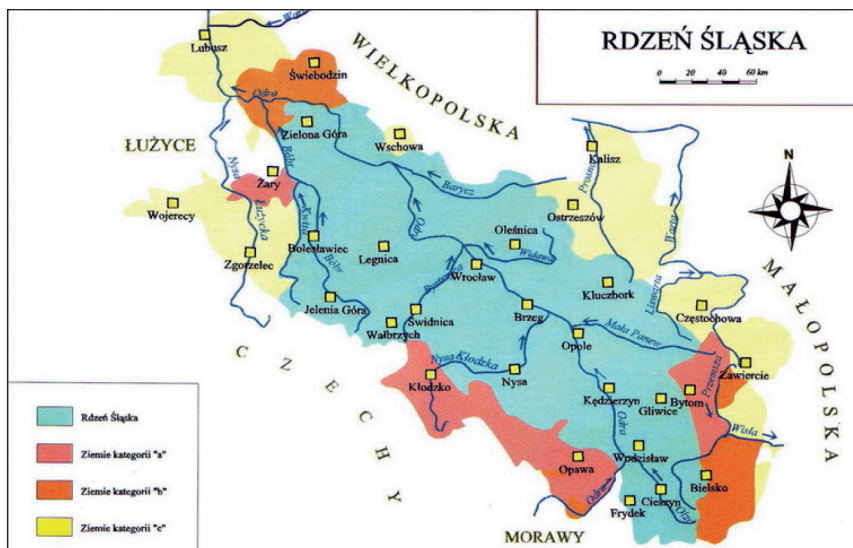 RDZEŃ ŚLĄSKA
0 20 40 60 km
WIELKOPOLSKA
ŁUŻYCE
MAŁOPOLSKA
CZECHY
MORAWY
N
Lubusz
Świebodzin
Odra
Zielona Góra
Wschowa
Kalisz
Prosna
Nysa
Łużycka
Bóbr
Żary
Barycz
Ostrzeszów
Warta
Wojerecy
Kwisa
Odra
Oleśnica
Bolesławiec
Legnica
Widawa
Zgorzelec
Bóbr
Wrocław
Kluczbork
Liswarta
Bystrzyca
Jelenia Góra
Świdnica
Brzeg
Częstochowa
Wałbrzych
Opole
Mała Panew
Nysa Kłodzka
Kłodzko
Nysa
Zawiercie
Przemsza
Kędzierzyn
Gliwice
Bytom
Odra
Wisła
Wodzisław
Opawa
Bielsko
Odra
Cieszyn
Frydek
Olza
Rdzeń Śląska
Ziemie kategorii "a"
Ziemie kategorii "b"
Ziemie kategorii "c"